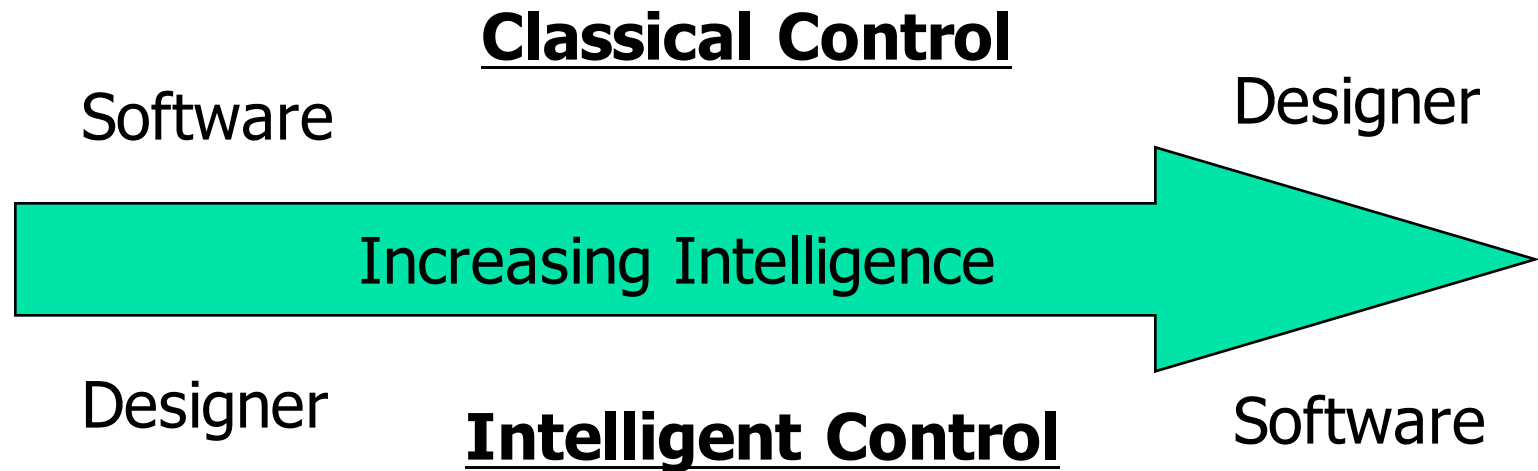 Classical Control
Software
Designer
Increasing Intelligence
Designer
Software
Intelligent Control